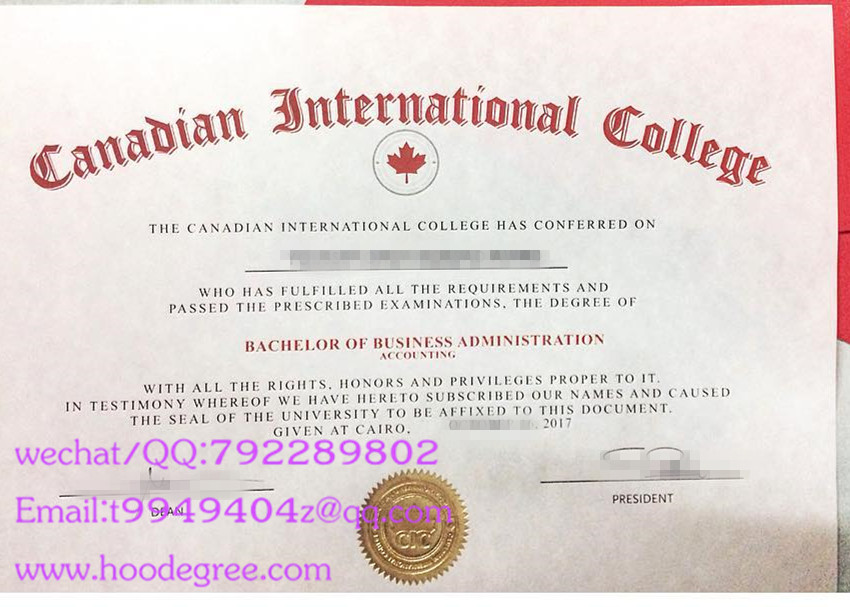 Canadian International College
THE CANADIAN INTERNATIONAL COLLEGE HAS CONFERRED ON
WHO HAS FULFILLED ALL THE REQUIREMENTS AND
PASSED THE PRESCRIBED EXAMINATIONS, THE DEGREE OF
BACHELOR OF BUSINESS ADMINISTRATION
ACCOUNTING
WITH ALL THE RIGHTS, HONORS AND PRIVILEGES PROPER TO IT.
IN TESTIMONY WHEREOF WE HAVE HERETO SUBSCRIBED OUR NAMES AND CAUSED
THE SEAL OF THE UNIVERSITY TO BE AFFIXED TO THIS DOCUMENT.
GIVEN AT CAIRO, 2017
wechat/QQ:792289802
DEAN
PRESIDENT
Email:t9949404z@qq.com
CIC
www.hoodegree.com